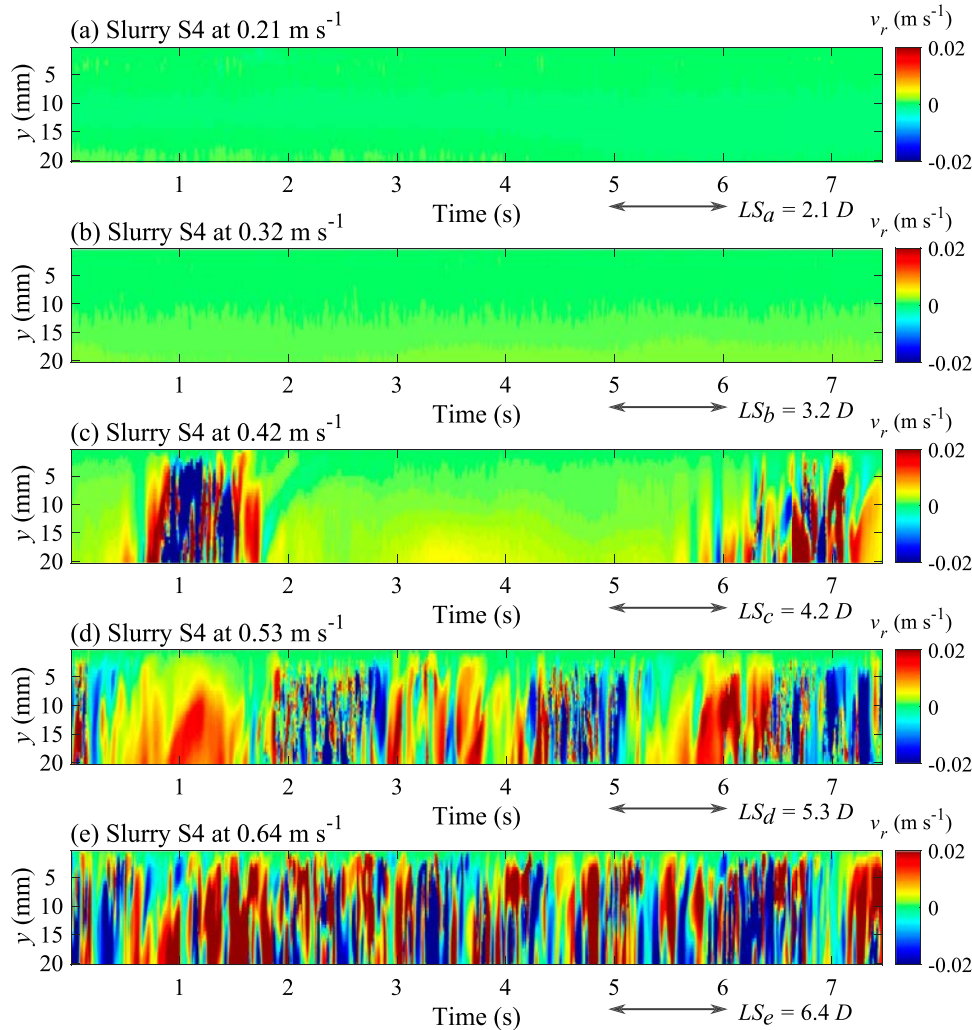 (a) Slurry S4 at 0.21 m s-1
v_r (m s-1)
y (mm)
5
10
15
20
0.02
0
-0.02
1 2 3 4 5 6 7
Time (s)
LS_a = 2.1 D
(b) Slurry S4 at 0.32 m s-1
v_r (m s-1)
y (mm)
5
10
15
20
0.02
0
-0.02
1 2 3 4 5 6 7
Time (s)
LS_b = 3.2 D
(c) Slurry S4 at 0.42 m s-1
v_r (m s-1)
y (mm)
5
10
15
20
0.02
0
-0.02
1 2 3 4 5 6 7
Time (s)
LS_c = 4.2 D
(d) Slurry S4 at 0.53 m s-1
v_r (m s-1)
y (mm)
5
10
15
20
0.02
0
-0.02
1 2 3 4 5 6 7
Time (s)
LS_d = 5.3 D
(e) Slurry S4 at 0.64 m s-1
v_r (m s-1)
y (mm)
5
10
15
20
0.02
0
-0.02
1 2 3 4 5 6 7
Time (s)
LS_e = 6.4 D